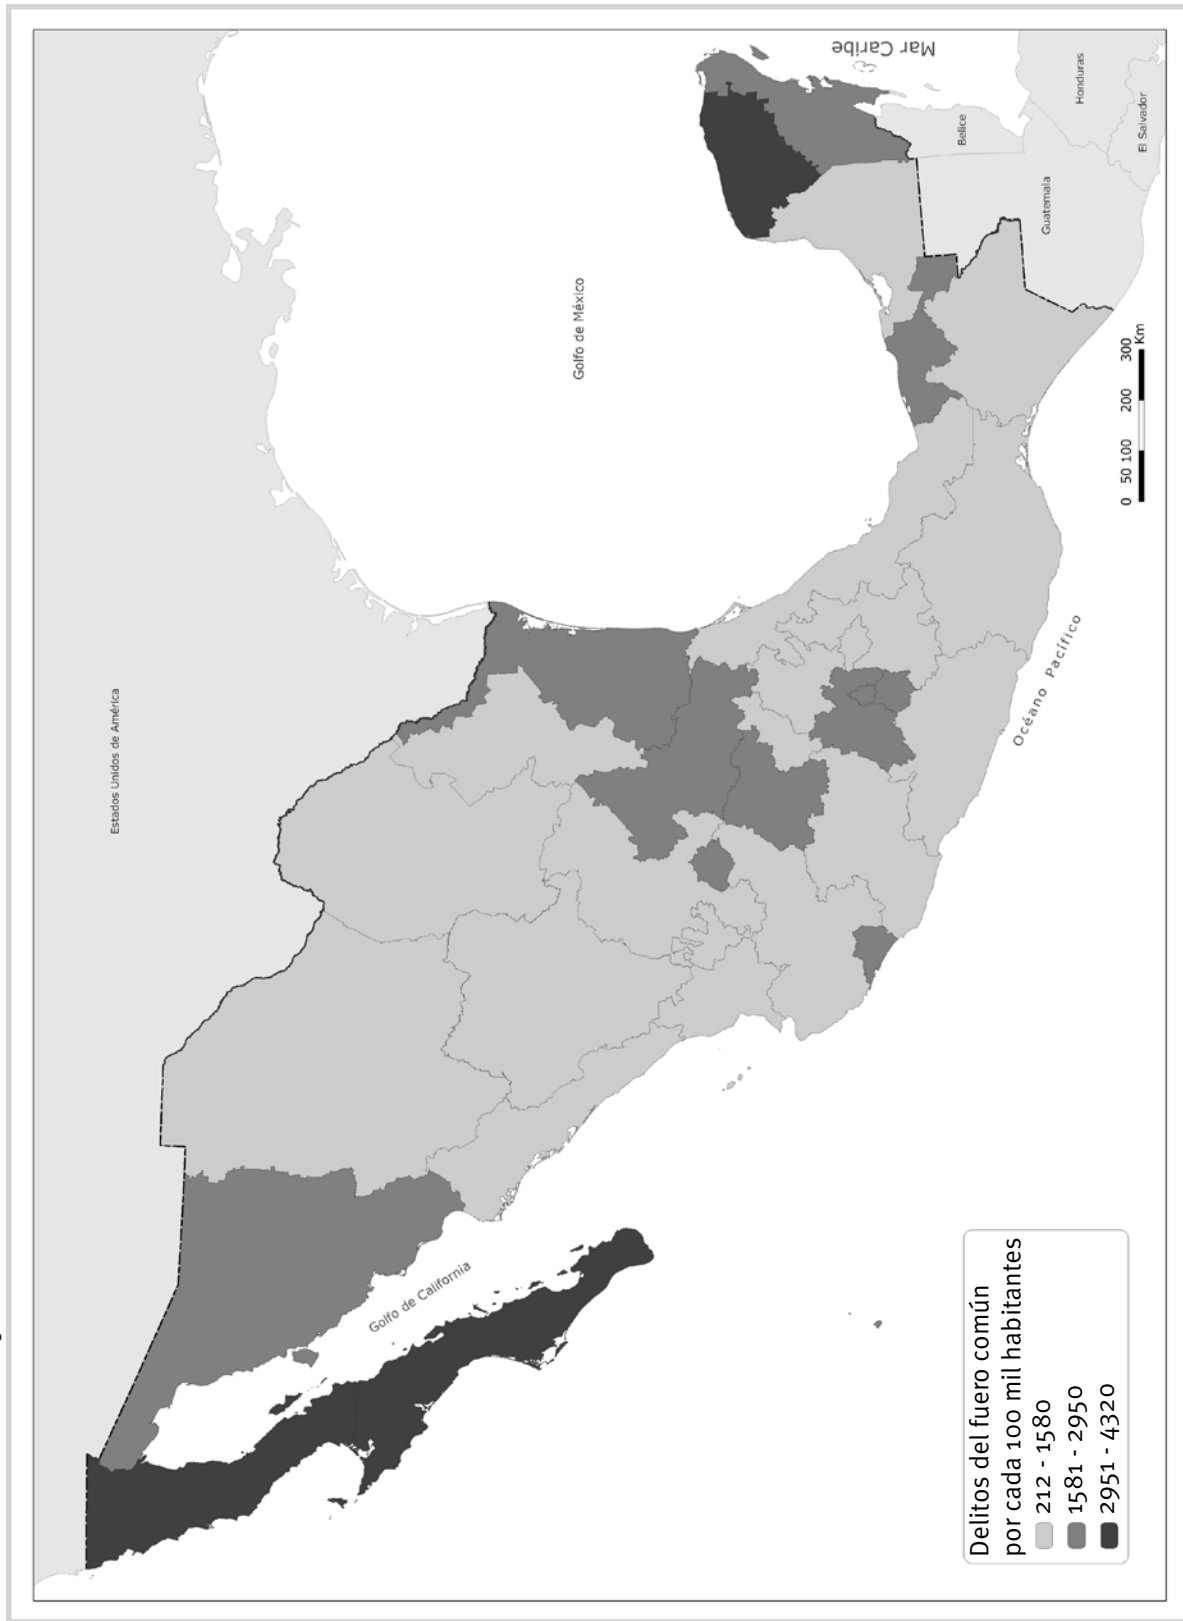 Estados Unidos de América
Golfo de México
Mar Caribe
Golfo de California
Océano Pacífico
Belice
Guatemala
Honduras
El Salvador
0 50 100 200 300
Km
Delitos del fuero común
por cada 100 mil habitantes
212 - 1580
1581 - 2950
2951 - 4320